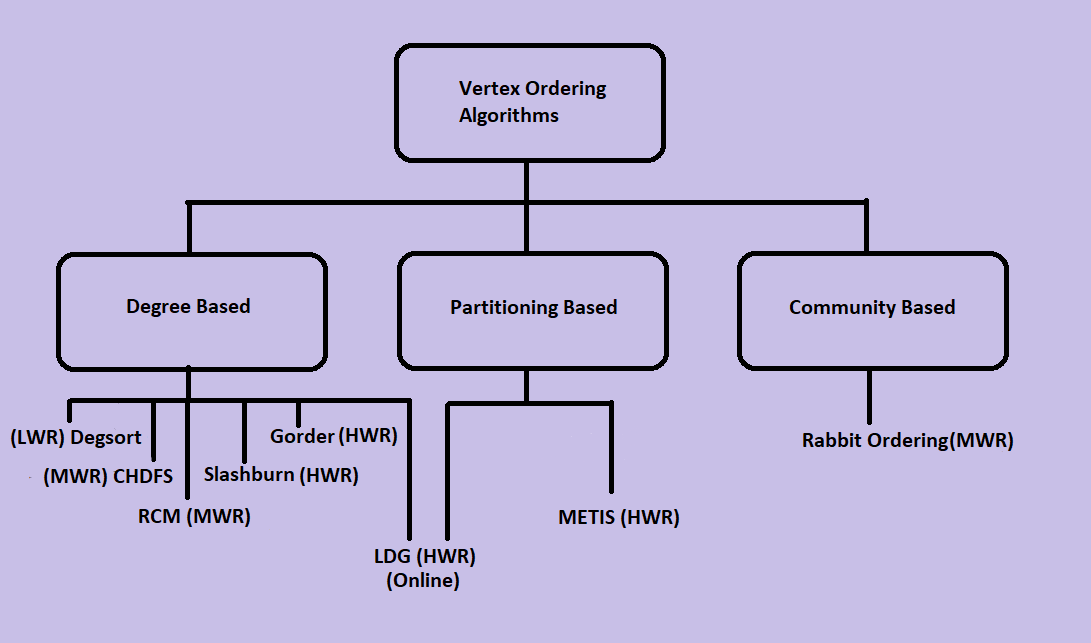 Vertex Ordering
Algorithms
Degree Based
Partitioning Based
Community Based
(LWR) Degsort
Gorder (HWR)
(MWR) CHDFS
Slashburn (HWR)
RCM (MWR)
LDG (HWR)
(Online)
METIS (HWR)
Rabbit Ordering(MWR)